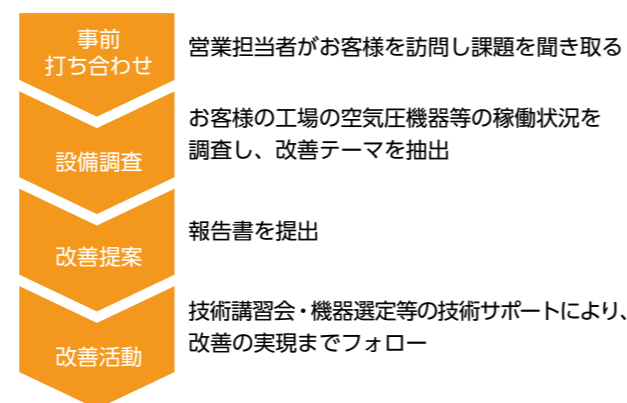 事前
打ち合わせ
営業担当者がお客様を訪問し課題を聞き取る
設備調査
お客様の工場の空気圧機器等の稼働状況を
調査し、改善テーマを抽出
改善提案
報告書を提出
改善活動
技術講習会・機器選定等の技術サポートにより、
改善の実現までフォロー